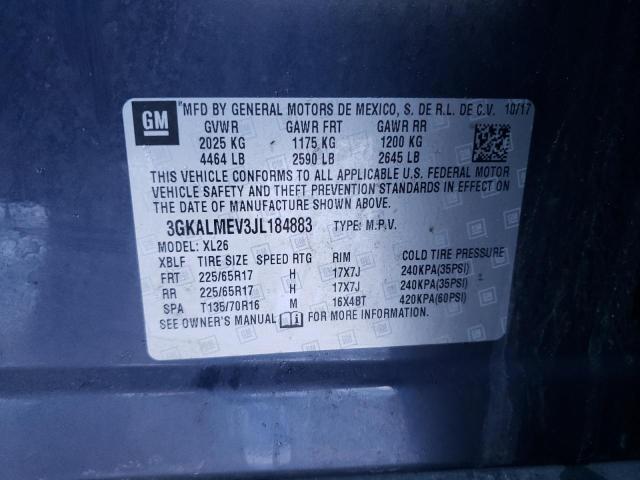 GM
MFD BY GENERAL MOTORS DE MEXICO, S. DE R.L. DE C.V. 10/17
GVWR GAWR FRT GAWR RR
2025 KG 1175 KG 1200 KG
4464 LB 2590 LB 2645 LB
THIS VEHICLE CONFORMS TO ALL APPLICABLE U.S. FEDERAL MOTOR
VEHICLE SAFETY AND THEFT PREVENTION STANDARDS IN EFFECT ON THE
DATE OF MANUFACTURE SHOWN ABOVE.
3GKALMEV3JL184883 TYPE: M.P.V.
MODEL: XL26
XBLF TIRE SIZE SPEED RTG RIM COLD TIRE PRESSURE
FRT 225/65R17 H 17X7J 240KPA(35PSI)
RR 225/65R17 H 17X7J 240KPA(35PSI)
SPA T135/70R16 M 16X4BT 420KPA(60PSI)
SEE OWNER'S MANUAL FOR MORE INFORMATION